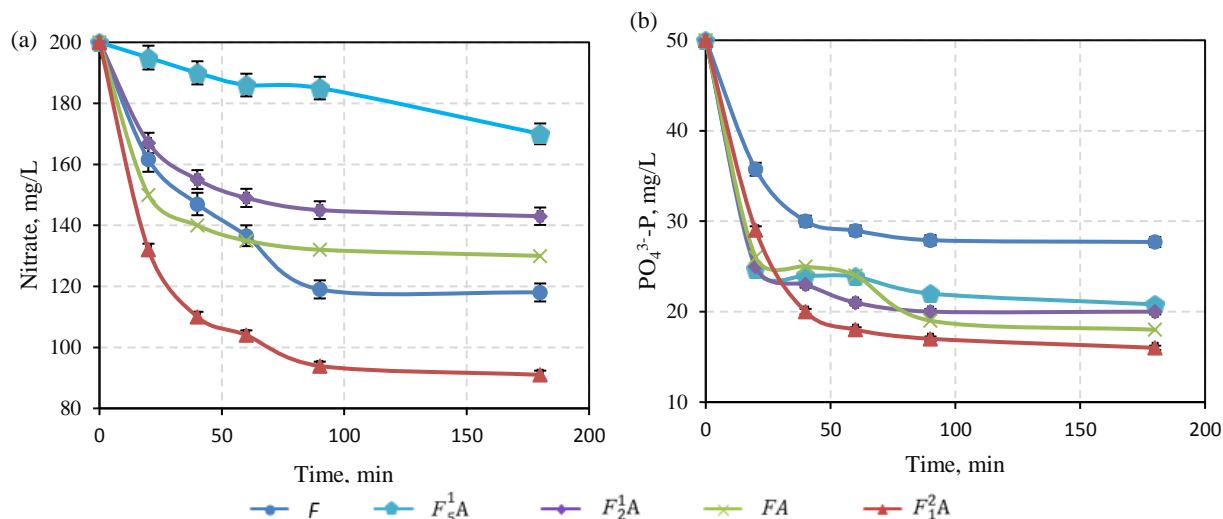 (a)
200
180
160
140
120
100
80
Nitrate, mg/L
0
50
100
150
200
Time, min
(b)
50
40
30
20
10
PO₄³⁻-P, mg/L
0
50
100
150
200
Time, min
F
F₅¹A
F₂¹A
FA
F₁²A